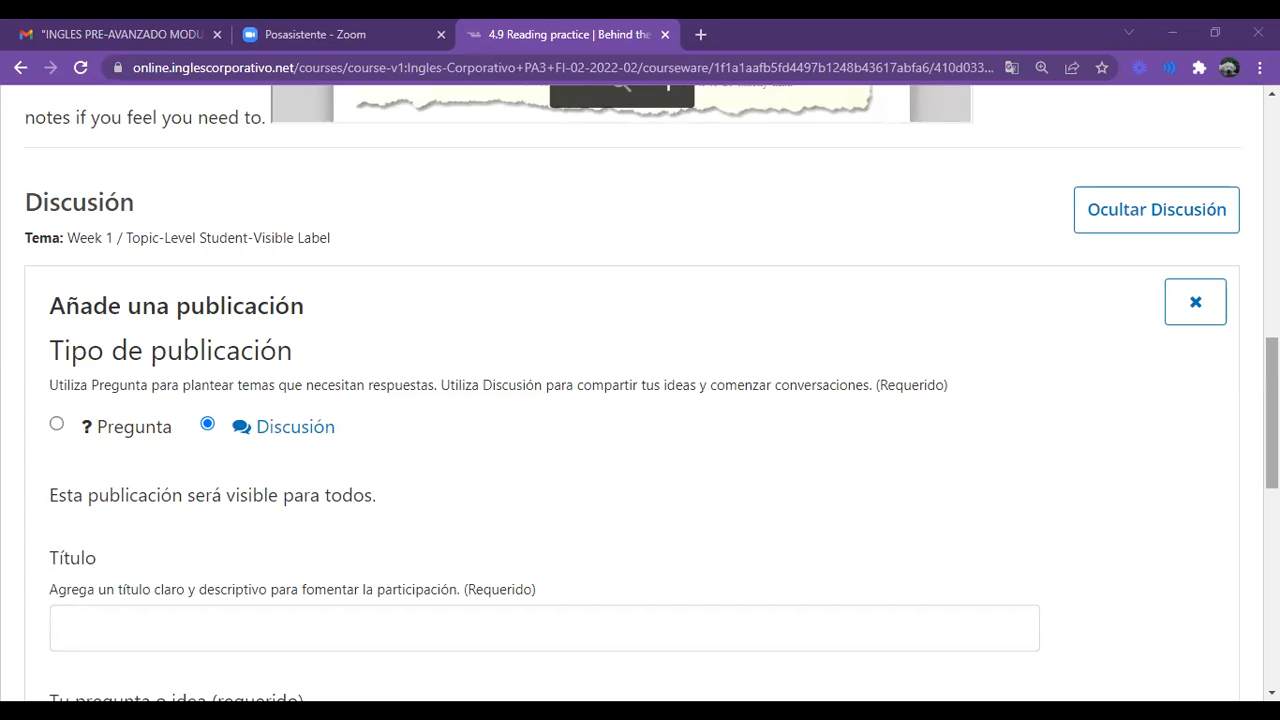 "INGLES PRE-AVANZADO MODU
Posasistente - Zoom
4.9 Reading practice | Behind the
online.inglescorporativo.net/courses/course-v1:Ingles-Corporativo+PA3+FI-02-2022-02/courseware/1f1a1aafb5fd4497b1248b43617abfa6/410d033...
notes if you feel you need to.
Discusión
Ocultar Discusión
Tema: Week 1 / Topic-Level Student-Visible Label
Añade una publicación
Tipo de publicación
Utiliza Pregunta para plantear temas que necesitan respuestas. Utiliza Discusión para compartir tus ideas y comenzar conversaciones. (Requerido)
? Pregunta
Discusión
Esta publicación será visible para todos.
Título
Agrega un título claro y descriptivo para fomentar la participación. (Requerido)
Tu pregunta o idea (requerido)